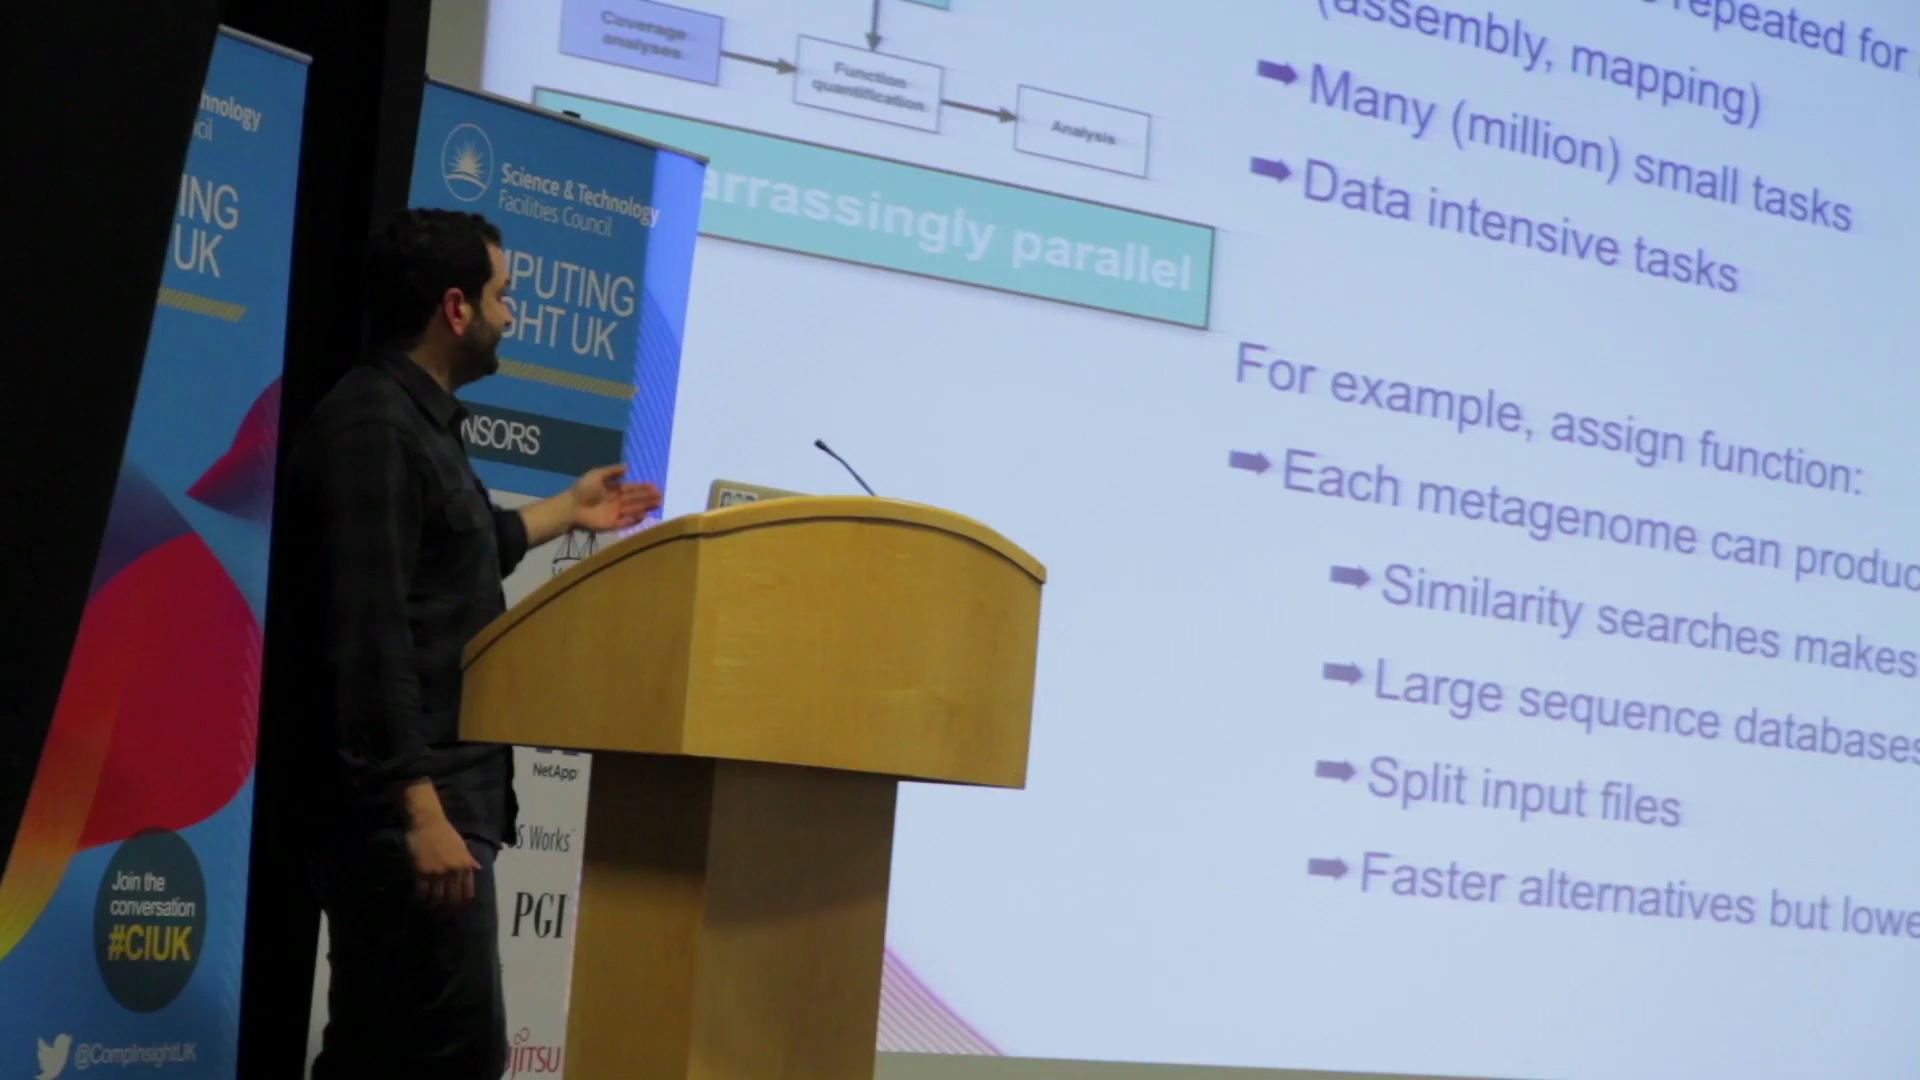 hnology
cil
ING
UK
Join the
conversation
#CIUK
@CompInsightUK
Science & Technology
Facilities Council
MPUTING
GHT UK
NSORS
NetApp
S Works
PGI
JITSU
Coverage
analyses
Function
quantification
Analysis
arrassingly parallel
repeated for
(assembly, mapping)
Many (million) small tasks
Data intensive tasks
For example, assign function:
Each metagenome can produc
Similarity searches makes
Large sequence databases
Split input files
Faster alternatives but lowe